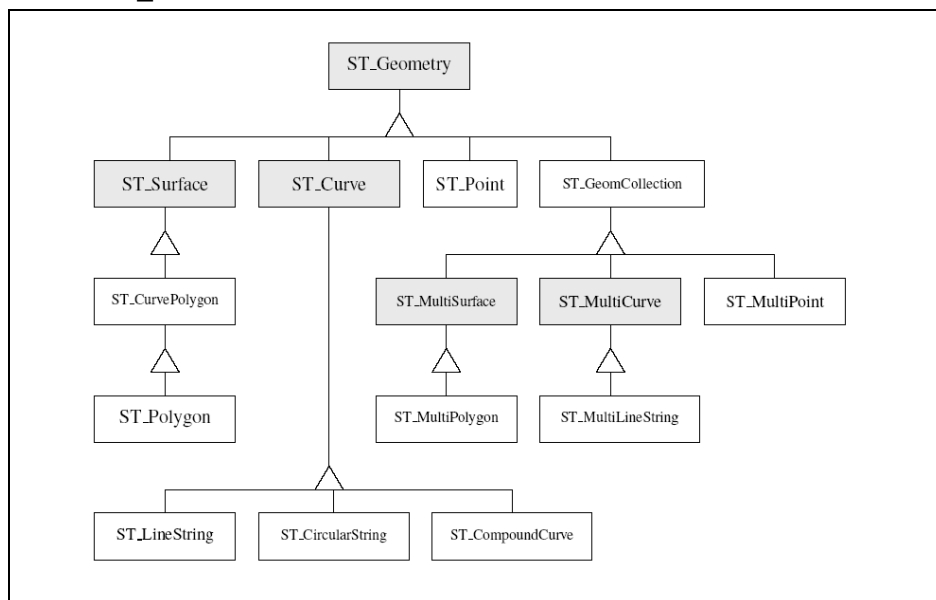 ST_Geometry
ST_Surface
ST_Curve
ST_Point
ST_GeomCollection
ST_CurvePolygon
ST_MultiSurface
ST_MultiCurve
ST_MultiPoint
ST_Polygon
ST_MultiPolygon
ST_MultiLineString
ST_LineString
ST_CircularString
ST_CompoundCurve